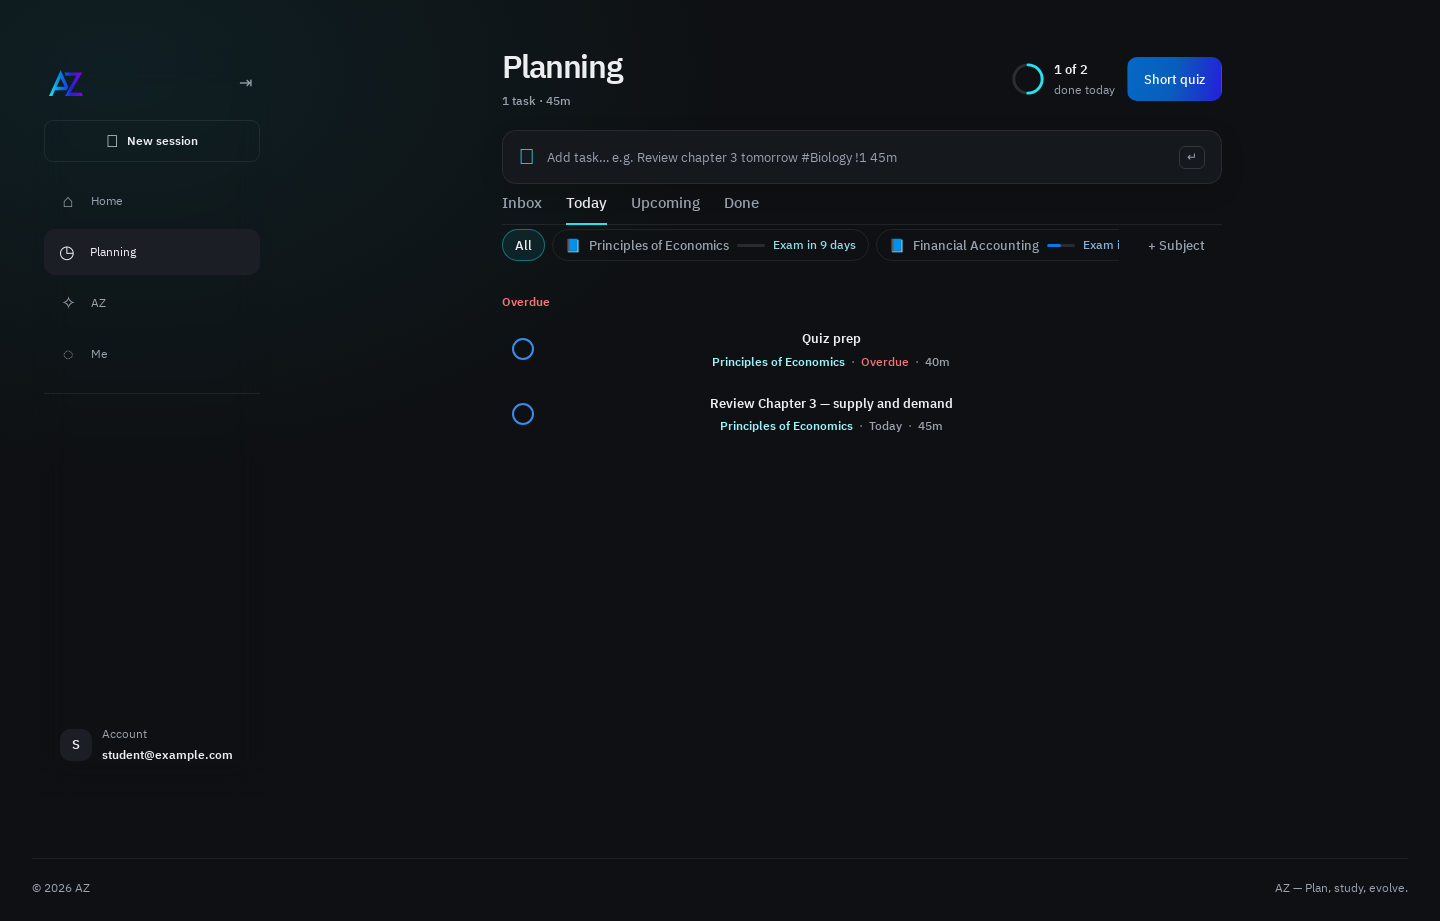 AZ
⇥
New session
Home
Planning
AZ
Me
Account
S
student@example.com
Planning
1 task · 45m
1 of 2
done today
Short quiz
Add task… e.g. Review chapter 3 tomorrow #Biology !1 45m
↵
Inbox Today Upcoming Done
All Principles of Economics Exam in 9 days Financial Accounting Exam i + Subject
Overdue
Quiz prep
Principles of Economics · Overdue · 40m
Review Chapter 3 — supply and demand
Principles of Economics · Today · 45m
© 2026 AZ
AZ — Plan, study, evolve.